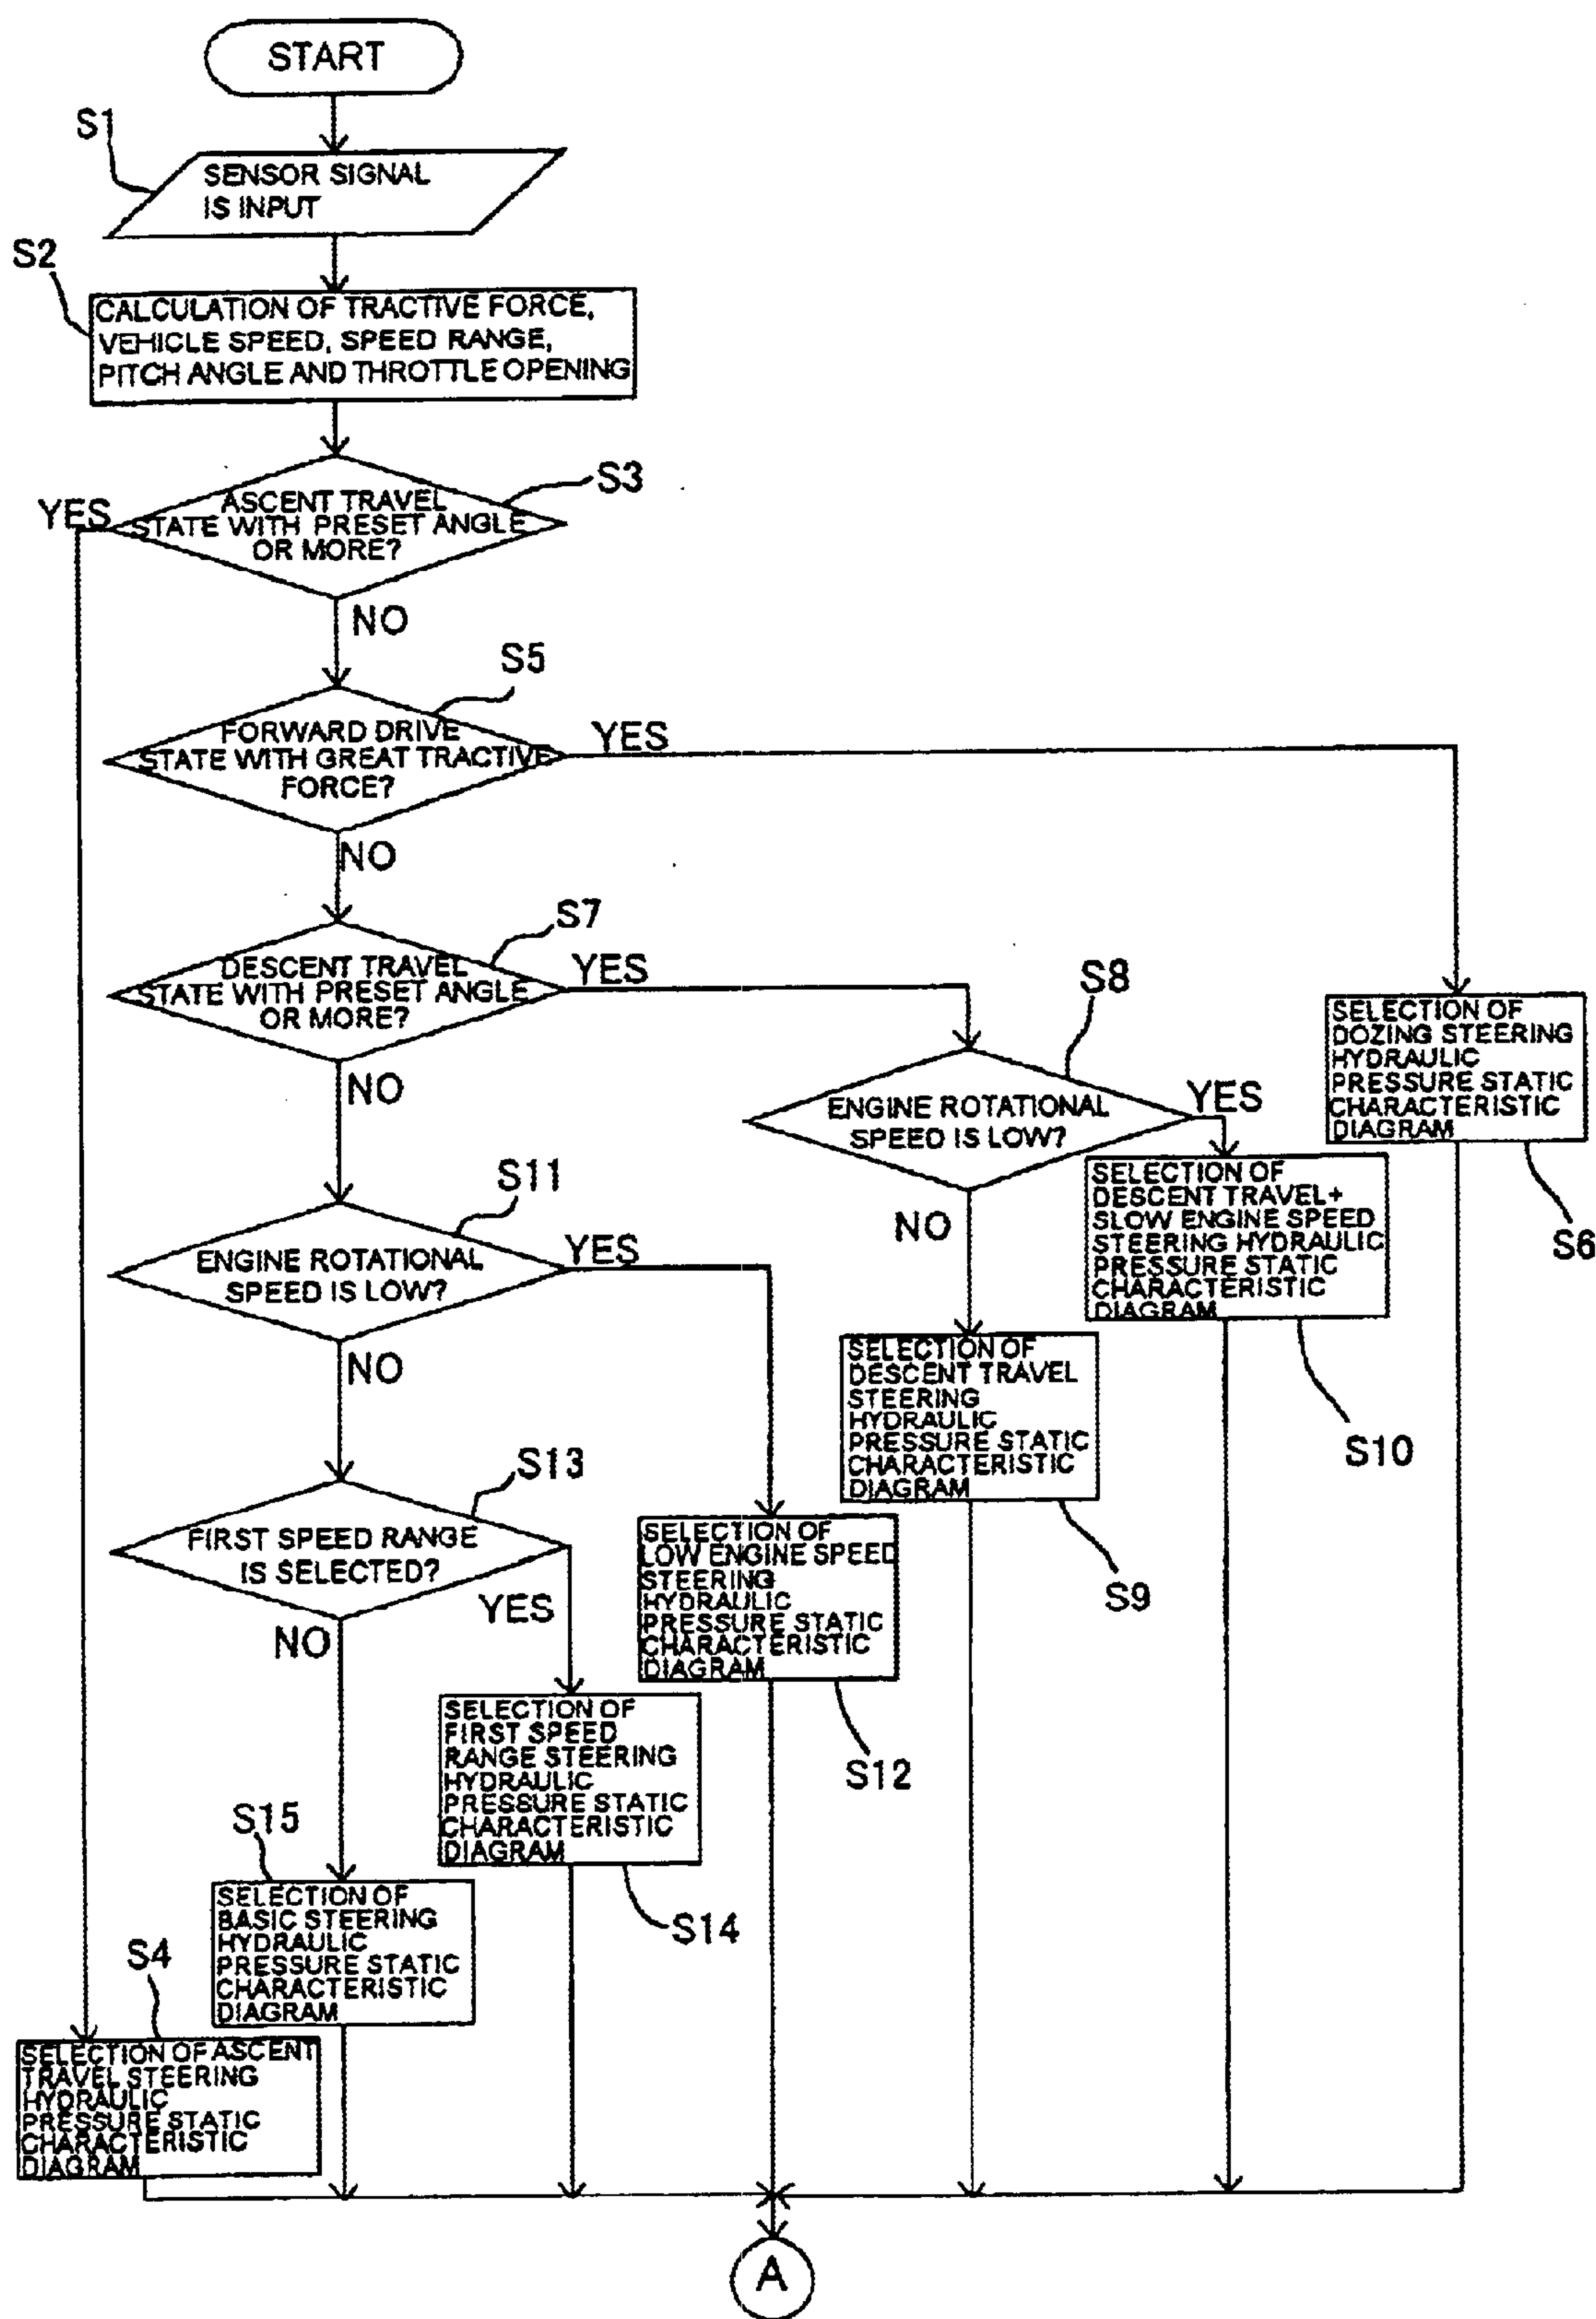 START
S1
SENSOR SIGNAL
IS INPUT
S2
CALCULATION OF TRACTIVE FORCE,
VEHICLE SPEED, SPEED RANGE,
PITCH ANGLE AND THROTTLE OPENING
S3
YES
ASCENT TRAVEL
STATE WITH PRESET ANGLE
OR MORE?
NO
S5
FORWARD DRIVE
STATE WITH GREAT TRACTIVE
FORCE?
YES
NO
S7
DESCENT TRAVEL
STATE WITH PRESET ANGLE
OR MORE?
YES
NO
S8
ENGINE ROTATIONAL
SPEED IS LOW?
YES
NO
SELECTION OF
DOZING STEERING
HYDRAULIC
PRESSURE STATIC
CHARACTERISTIC
DIAGRAM
S6
SELECTION OF
DESCENT TRAVEL+
SLOW ENGINE SPEED
STEERING HYDRAULIC
PRESSURE STATIC
CHARACTERISTIC
DIAGRAM
S10
S11
ENGINE ROTATIONAL
SPEED IS LOW?
YES
NO
SELECTION OF
DESCENT TRAVEL
STEERING
HYDRAULIC
PRESSURE STATIC
CHARACTERISTIC
DIAGRAM
S9
S13
FIRST SPEED RANGE
IS SELECTED?
YES
NO
SELECTION OF
LOW ENGINE SPEED
STEERING
HYDRAULIC
PRESSURE STATIC
CHARACTERISTIC
DIAGRAM
S12
SELECTION OF
FIRST SPEED
RANGE STEERING
HYDRAULIC
PRESSURE STATIC
CHARACTERISTIC
DIAGRAM
S14
S15
SELECTION OF
BASIC STEERING
HYDRAULIC
PRESSURE STATIC
CHARACTERISTIC
DIAGRAM
S4
SELECTION OF ASCENT
TRAVEL STEERING
HYDRAULIC
PRESSURE STATIC
CHARACTERISTIC
DIAGRAM
A